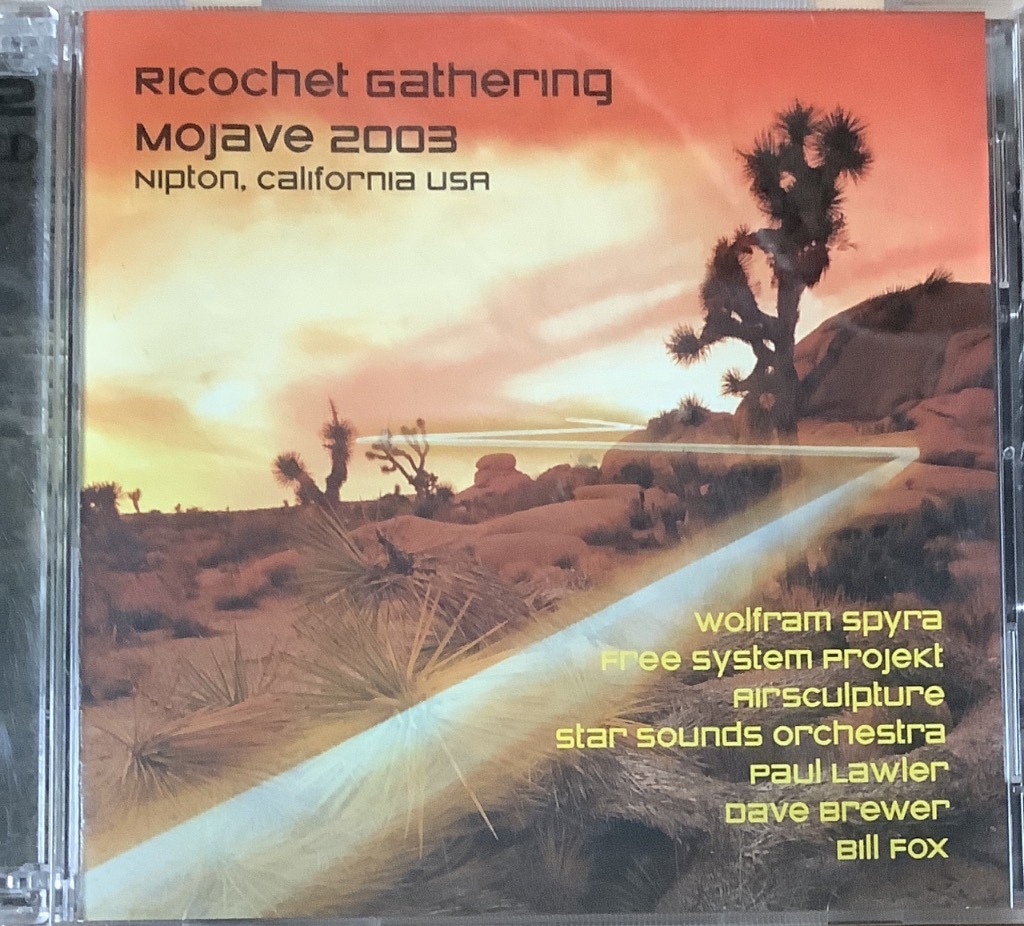 Ricochet Gathering
Mojave 2003
Nipton, California USA
Wolfram Spyra
Free System Projekt
Airsculpture
Star Sounds Orchestra
Paul Lawler
Dave Brewer
Bill Fox